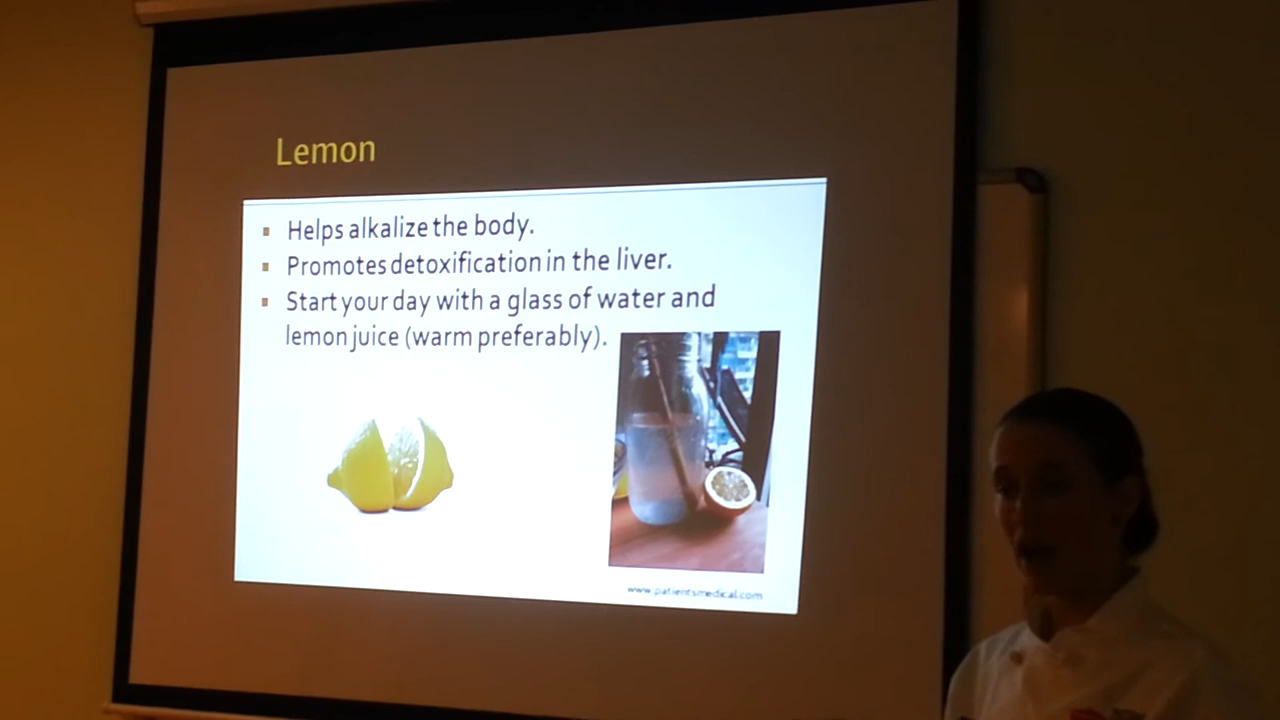 Lemon
Helps alkalize the body.
Promotes detoxification in the liver.
Start your day with a glass of water and
lemon juice (warm preferably).
www.patientsmedical.com